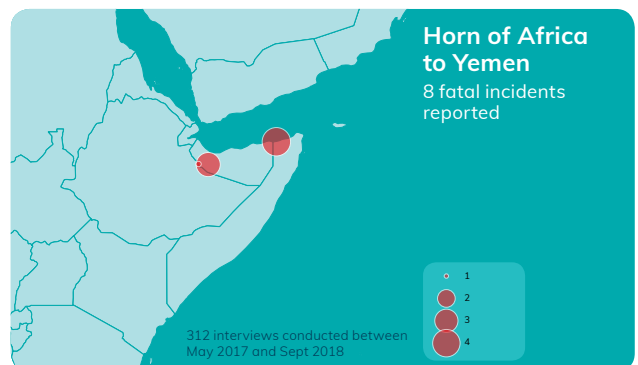 Horn of Africa
to Yemen
8 fatal incidents
reported
1
2
3
4
312 interviews conducted between
May 2017 and Sept 2018